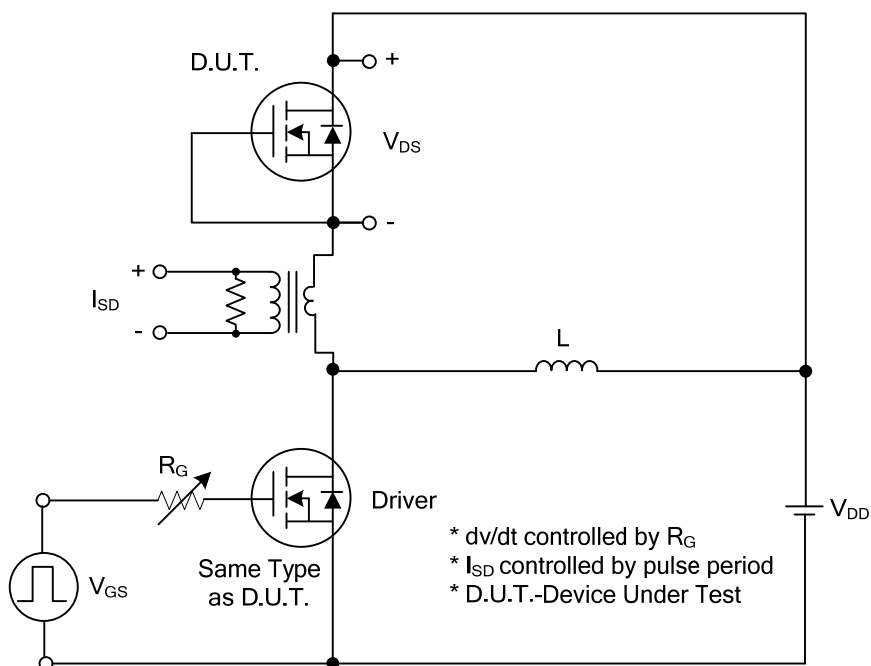 D.U.T.
+
VDS
-
+
ISD
-
L
RG
Driver
VDD
VGS
Same Type
as D.U.T.
* dv/dt controlled by RG
* ISD controlled by pulse period
* D.U.T.-Device Under Test